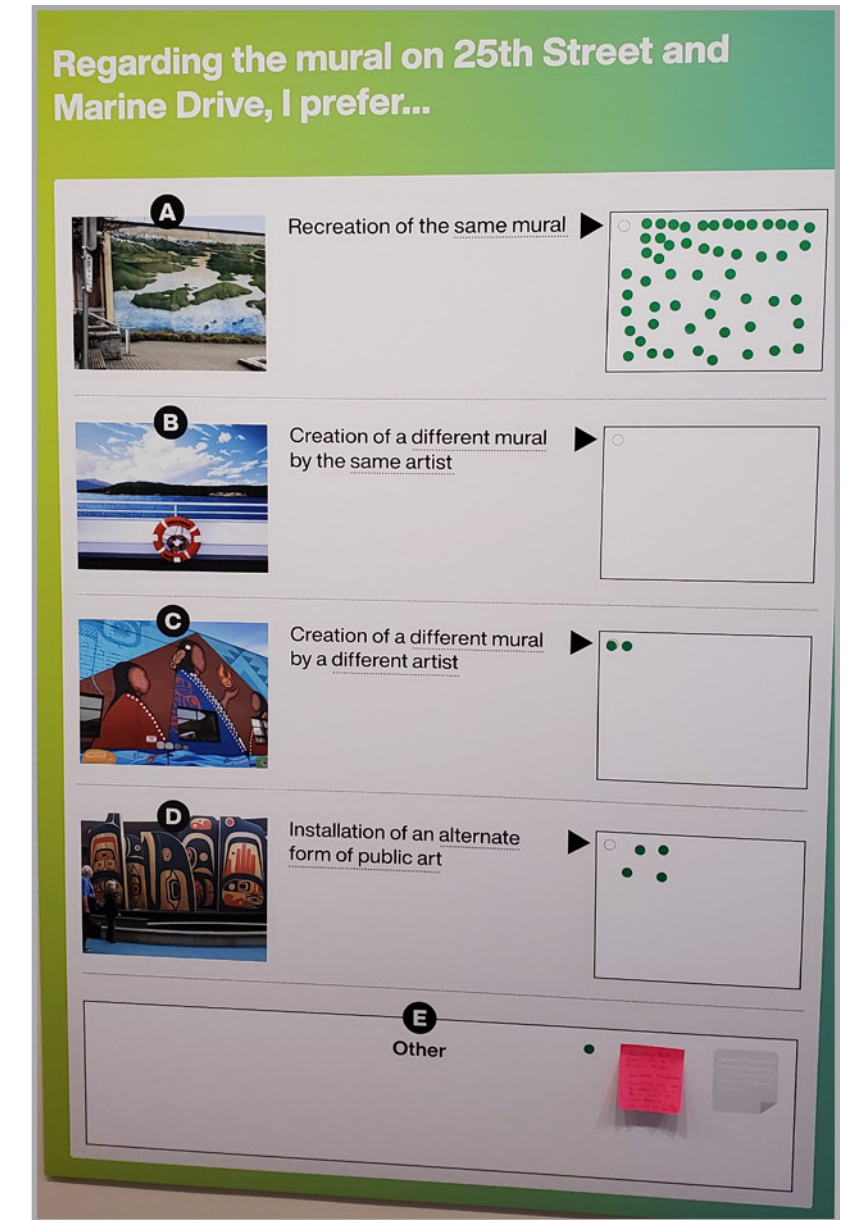 Regarding the mural on 25th Street and
Marine Drive, I prefer...
A
Recreation of the same mural
B
Creation of a different mural
by the same artist
C
Creation of a different mural
by a different artist
D
Installation of an alternate
form of public art
E
Other